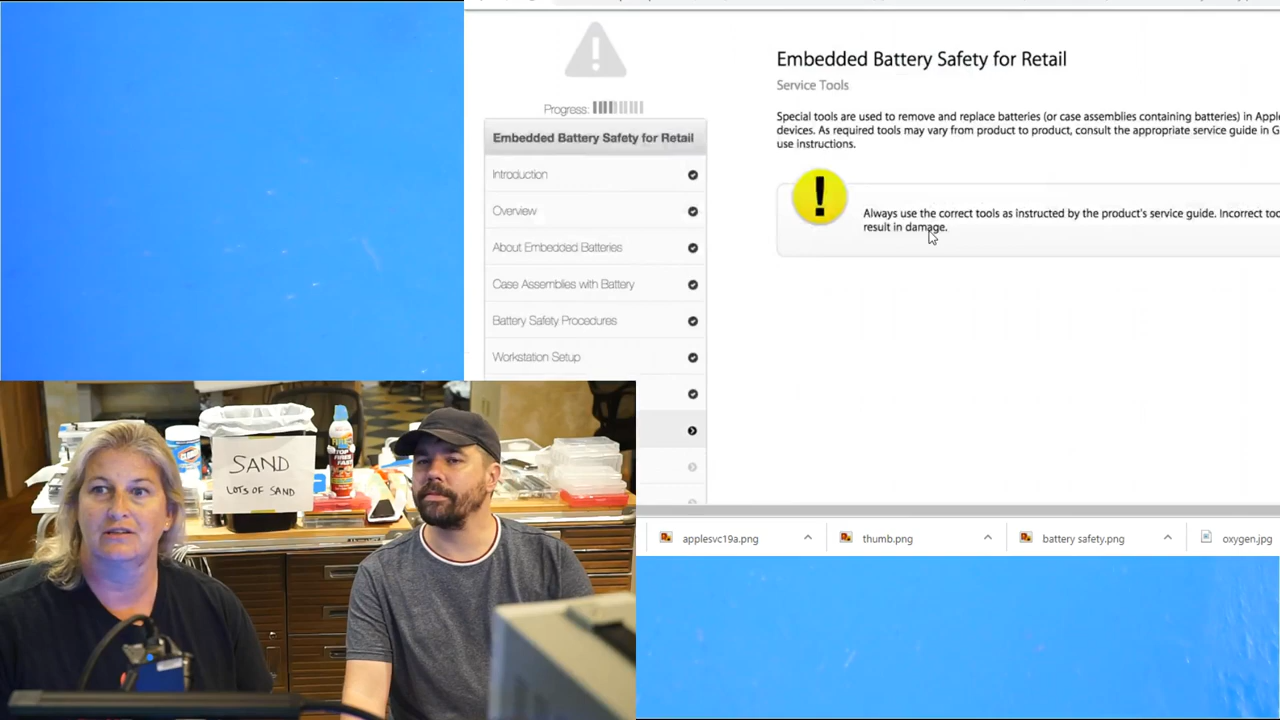 Embedded Battery Safety for Retail
Service Tools
Special tools are used to remove and replace batteries (or case assemblies containing batteries) in
devices. As required tools may vary from product to product, consult the appropriate service guide in
use instructions.
Always use the correct tools as instructed by the product's service guide. Incorrect
result in damage.
Progress:
Embedded Battery Safety for Retail
Introduction
Overview
About Embedded Batteries
Case Assemblies with Battery
Battery Safety Procedures
Workstation Setup
SAND
LOTS OF SAND
STOP
FIRES
FAST
applesvc19a.png
thumb.png
battery safety.png
oxygen.jpg